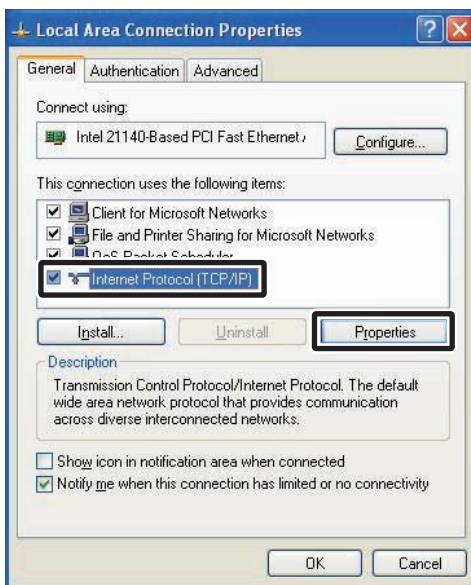 Local Area Connection Properties
General Authentication Advanced
Connect using:
Intel 21140-Based PCI Fast Ethernet
Configure...
This connection uses the following items:
Client for Microsoft Networks
File and Printer Sharing for Microsoft Networks
QoS Packet Scheduler
Internet Protocol (TCP/IP)
Install... Uninstall Properties
Description
Transmission Control Protocol/Internet Protocol. The default
wide area network protocol that provides communication
across diverse interconnected networks.
Show icon in notification area when connected
Notify me when this connection has limited or no connectivity
OK Cancel